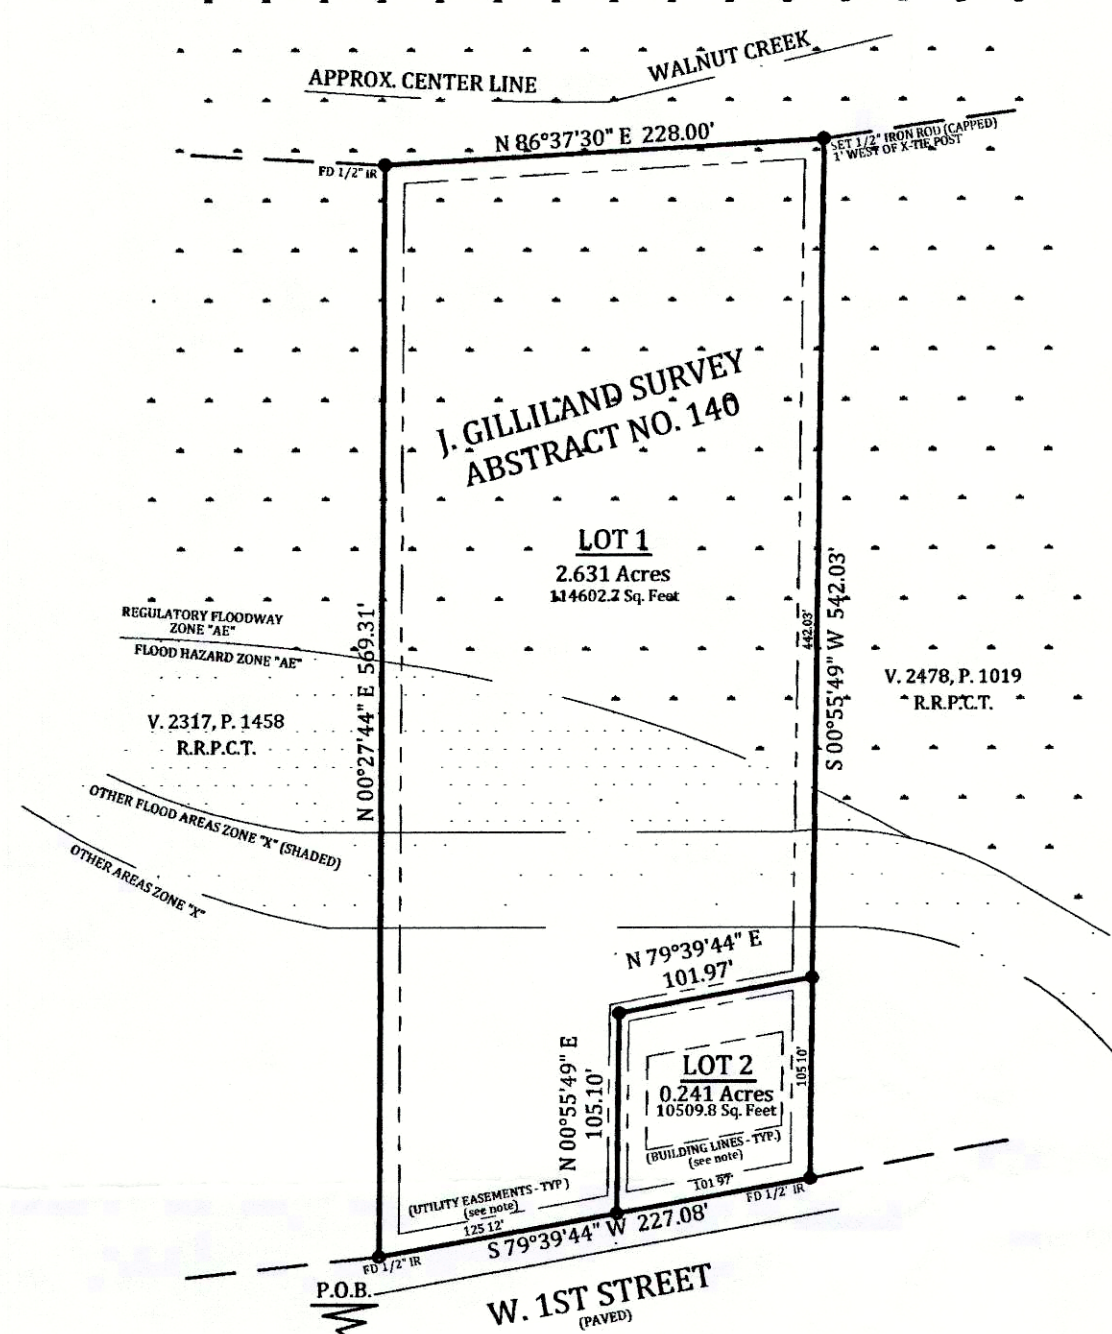 APPROX. CENTER LINE
WALNUT CREEK
N 86°37'30" E 228.00'
FD 1/2" IR
SET 1/2" IRON ROD (CAPPED)
1' WEST OF X-TIE POST
J. GILLILAND SURVEY
ABSTRACT NO. 140
LOT 1
2.631 Acres
114602.7 Sq. Feet
REGULATORY FLOODWAY
ZONE "AE"
FLOOD HAZARD ZONE "AE"
N 00°27'44" E 569.31'
442.03'
S 00°55'49" W 542.03'
V. 2478, P. 1019
R.R.P.C.T.
V. 2317, P. 1458
R.R.P.C.T.
OTHER FLOOD AREAS ZONE "X" (SHADED)
OTHER AREAS ZONE "X"
N 79°39'44" E
101.97'
N 00°55'49" E
105.10'
LOT 2
0.241 Acres
10509.8 Sq. Feet
105 10'
(BUILDING LINES - TYP.)
(see note)
101 97'
FD 1/2' IR
(UTILITY EASEMENTS - TYP )
(see note)
125 12'
S 79°39'44" W 227.08'
FD 1/2" IR
P.O.B.
W. 1ST STREET
(PAVED)